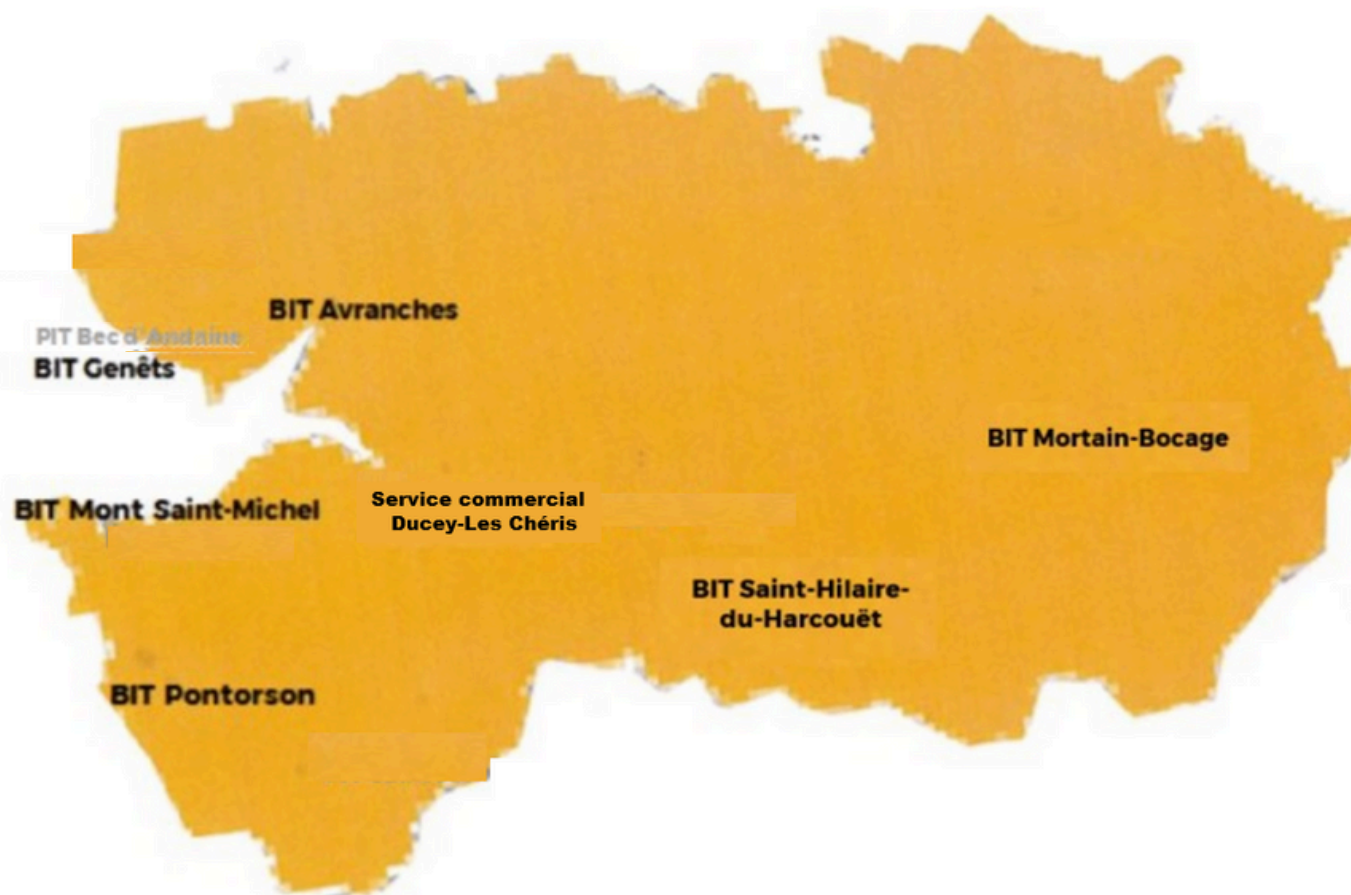 BIT Avranches
PIT Bec d'Andaine
BIT Genêts
BIT Mortain-Bocage
Service commercial
Ducey-Les Chéris
BIT Mont Saint-Michel
BIT Saint-Hilaire-
du-Harcouët
BIT Pontorson